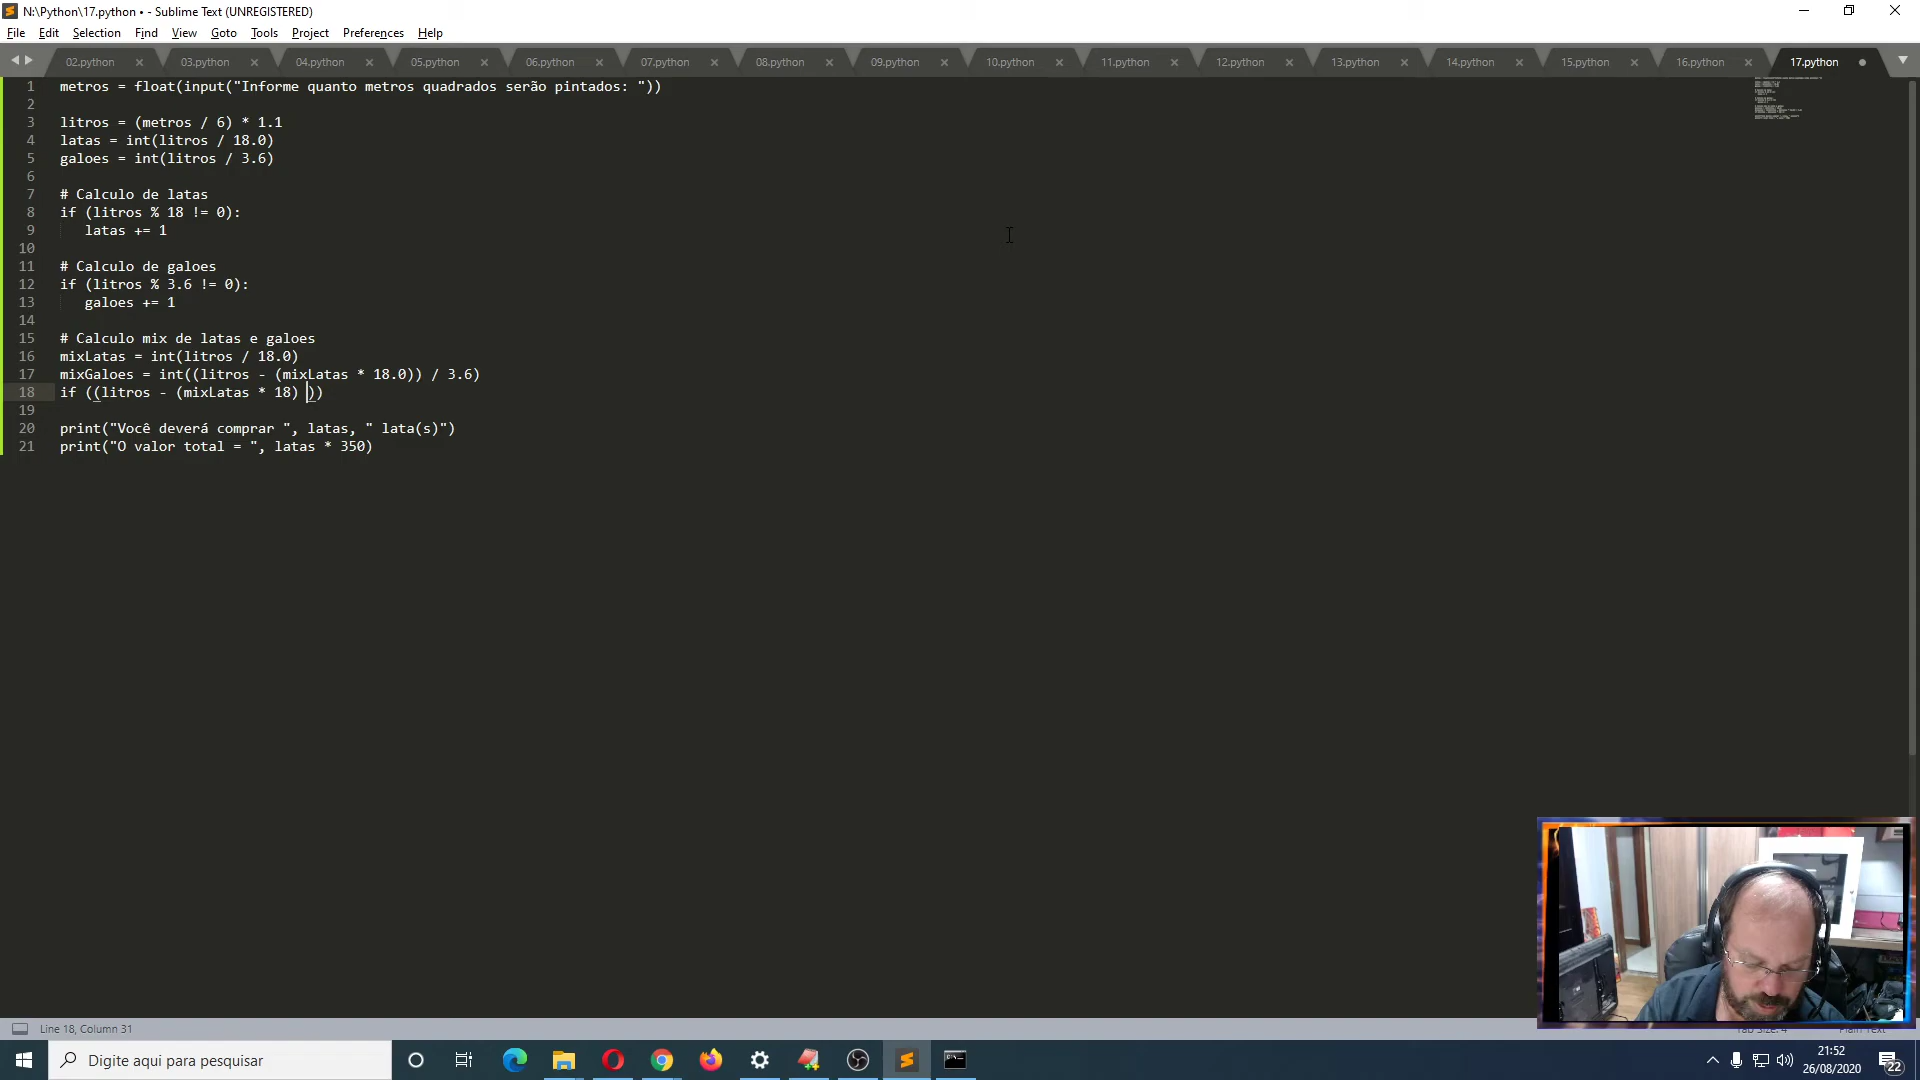 N:\Python\17.python • - Sublime Text (UNREGISTERED)
File Edit Selection Find View Goto Tools Project Preferences Help
02.python 03.python 04.python 05.python 06.python 07.python 08.python 09.python 10.python 11.python 12.python 13.python 14.python 15.python 16.python 17.python
1 metros = float(input("Informe quanto metros quadrados serão pintados: "))
2
3 litros = (metros / 6) * 1.1
4 latas = int(litros / 18.0)
5 galoes = int(litros / 3.6)
6
7 # Calculo de latas
8 if (litros % 18 != 0):
9 latas += 1
10
11 # Calculo de galoes
12 if (litros % 3.6 != 0):
13 galoes += 1
14
15 # Calculo mix de latas e galoes
16 mixLatas = int(litros / 18.0)
17 mixGaloes = int((litros - (mixLatas * 18.0)) / 3.6)
18 if ((litros - (mixLatas * 18) ))
19
20 print("Você deverá comprar ", latas, " lata(s)")
21 print("O valor total = ", latas * 350)
Line 18, Column 31
Tab Size: 4 Plain Text
Digite aqui para pesquisar
21:52
26/08/2020
22